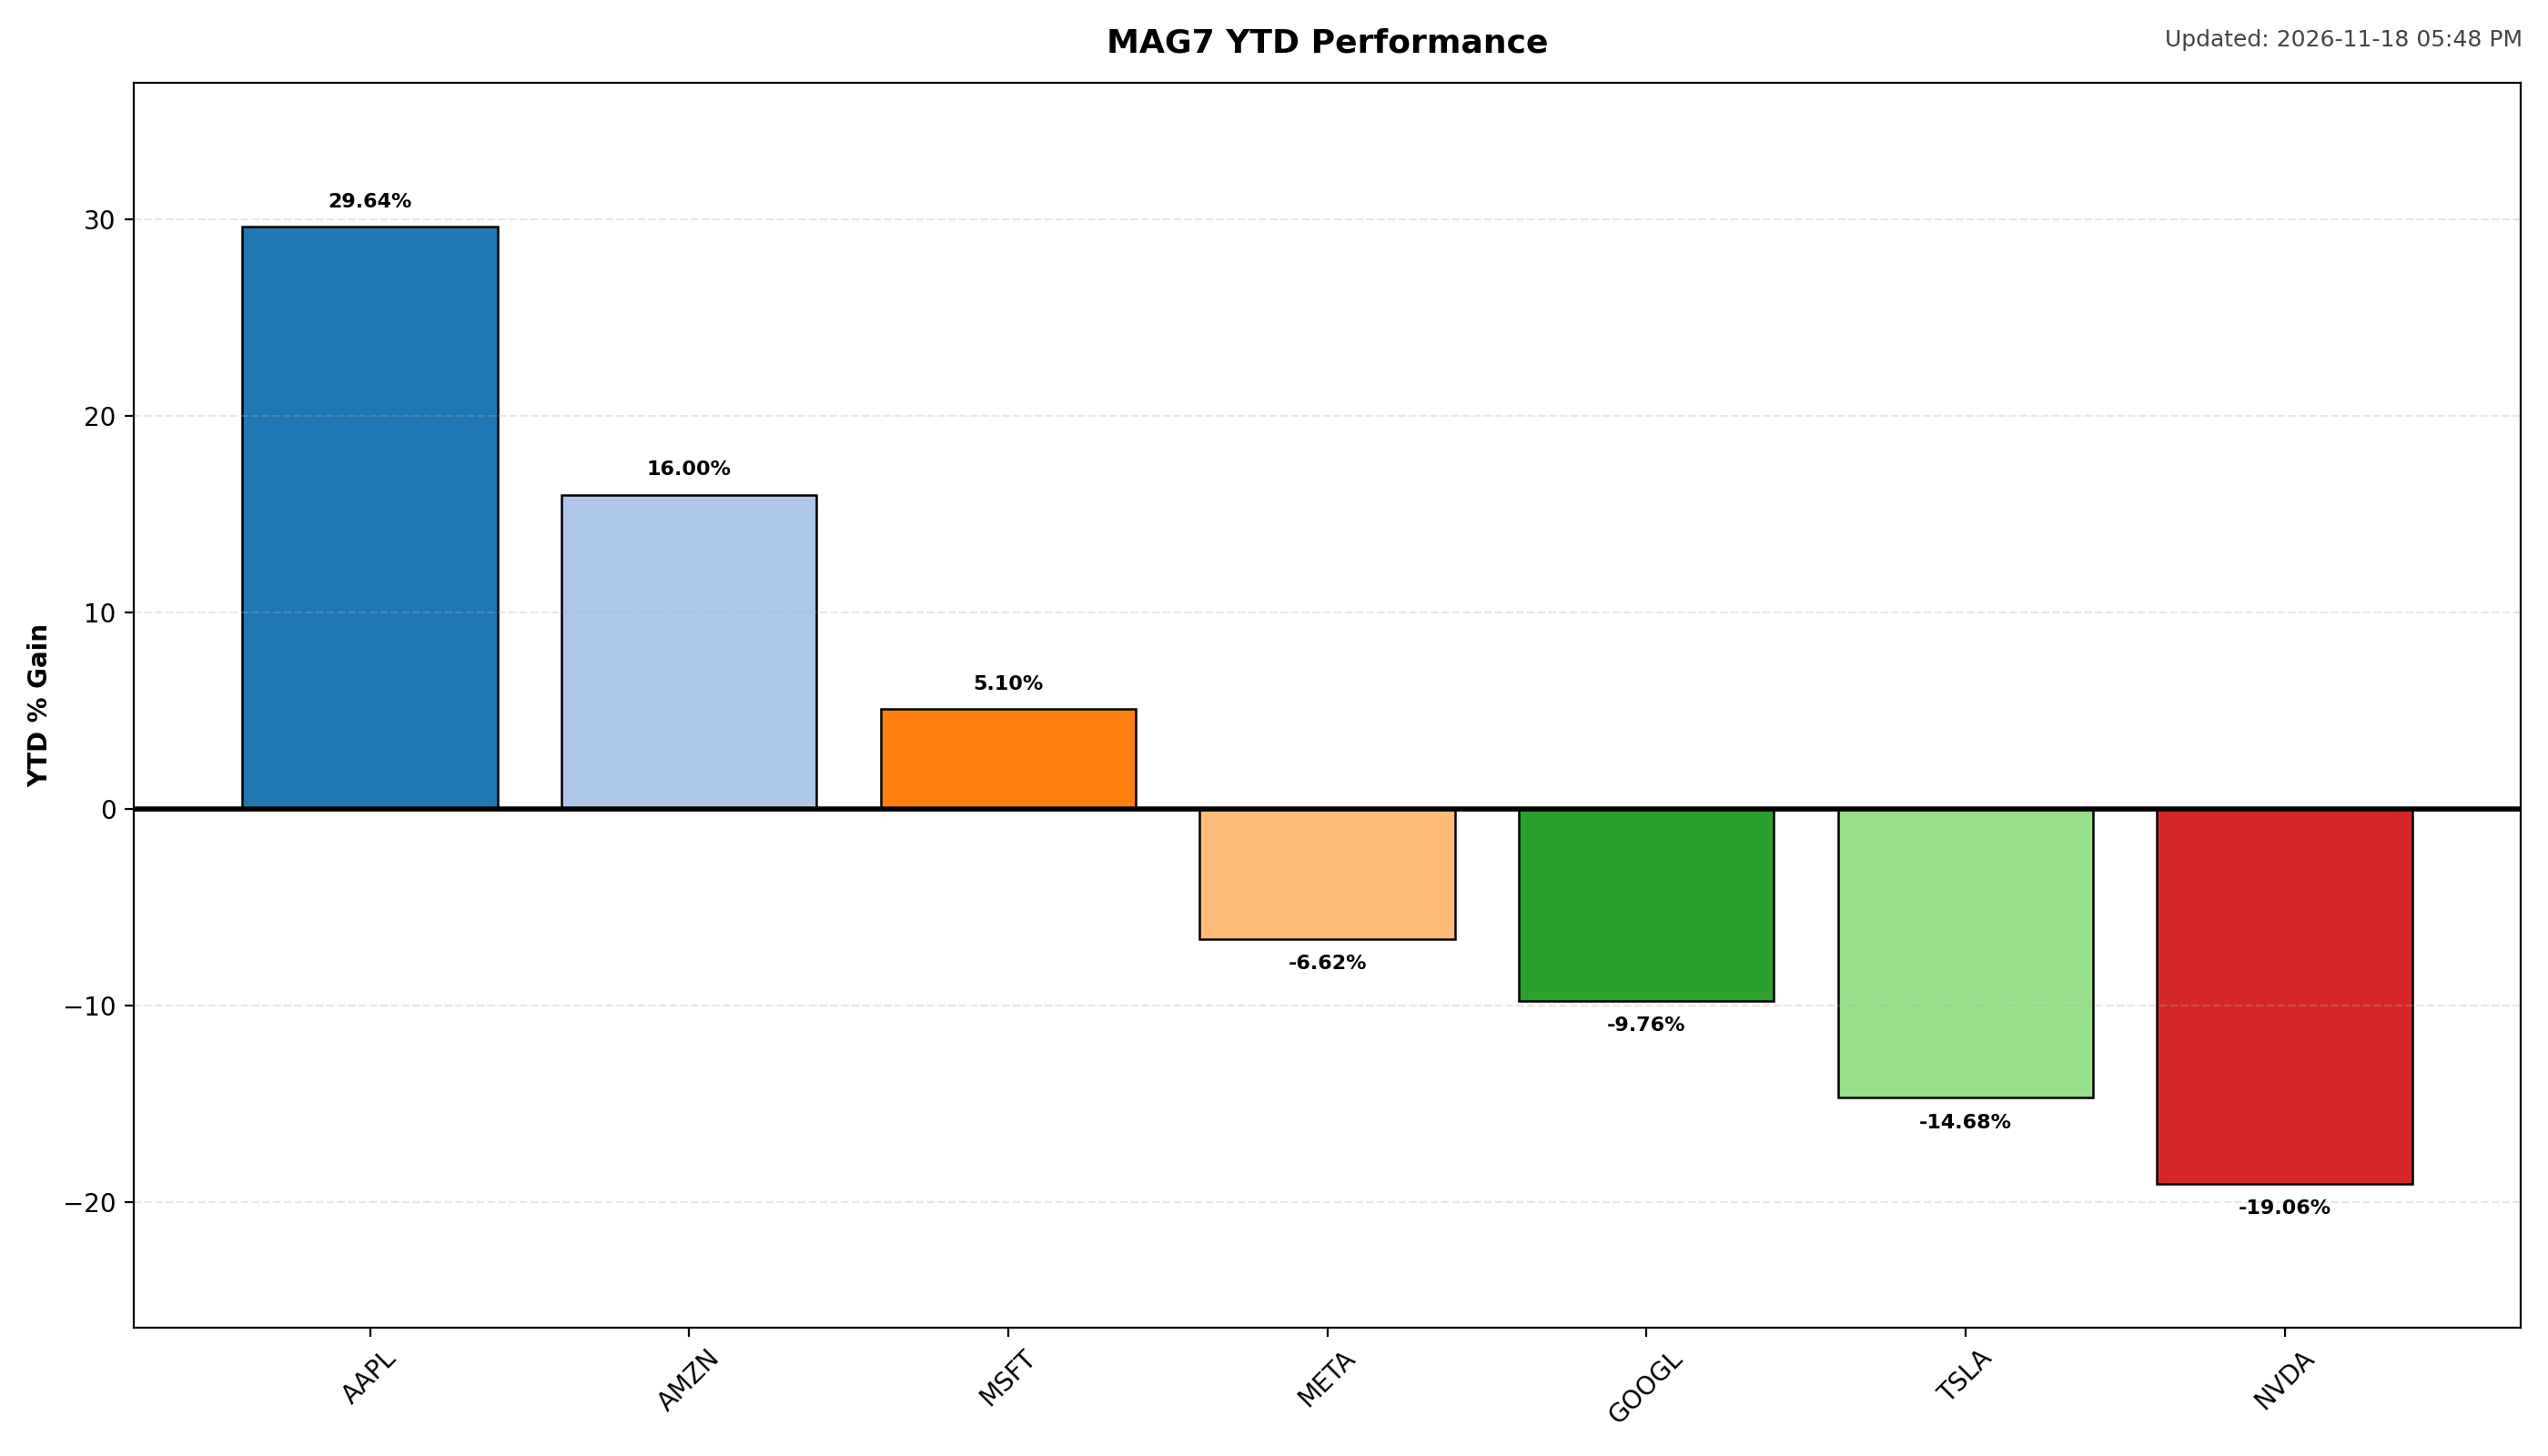 MAG7 YTD Performance
Updated: 2026-11-18 05:48 PM
YTD % Gain
30
20
10
0
−10
−20
29.64%
16.00%
5.10%
-6.62%
-9.76%
-14.68%
-19.06%
AAPL
AMZN
MSFT
META
GOOGL
TSLA
NVDA